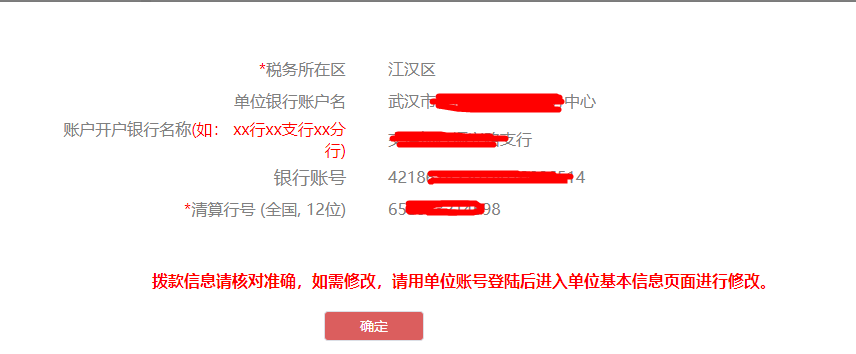 *税务所在区 江汉区
单位银行账户名 武汉市 中心
账户开户银行名称(如： xx行xx支行xx分
行) 支行
银行账号 4218 514
*清算行号 (全国, 12位) 65 98
拨款信息请核对准确，如需修改，请用单位账号登陆后进入单位基本信息页面进行修改。
确定